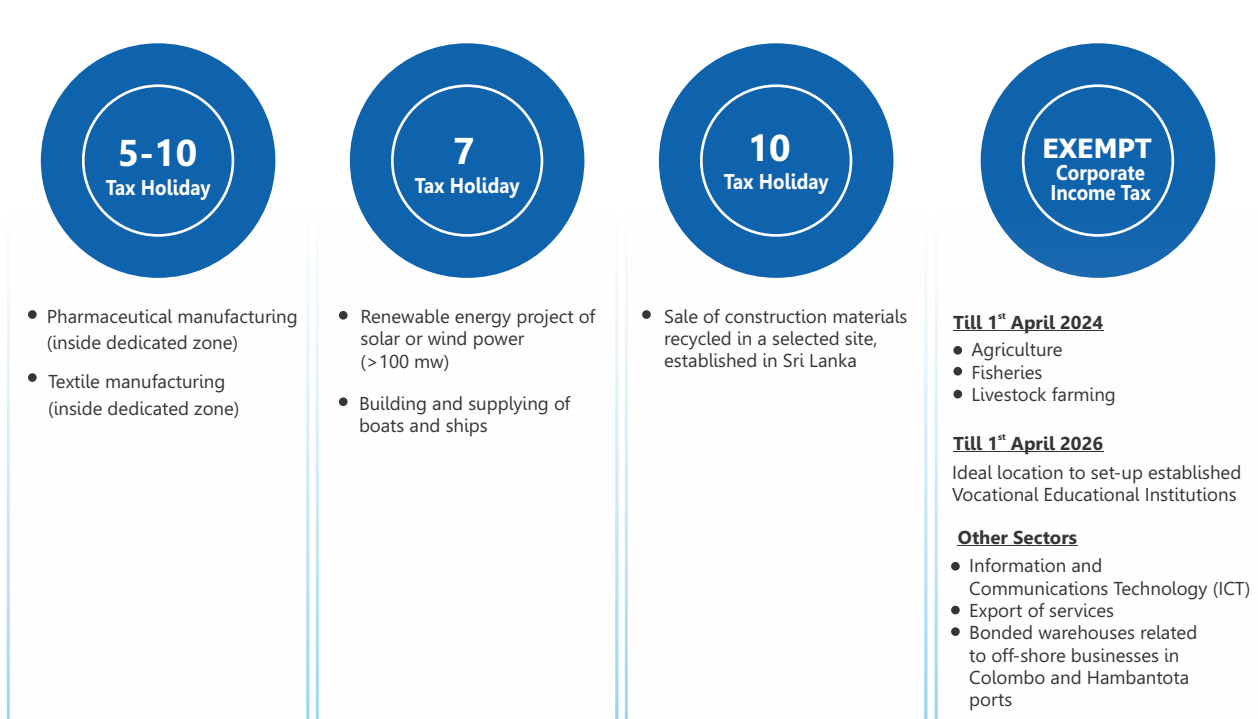 5-10
Tax Holiday
Pharmaceutical manufacturing
(inside dedicated zone)
Textile manufacturing
(inside dedicated zone)
7
Tax Holiday
Renewable energy project of
solar or wind power
(>100 mw)
Building and supplying of
boats and ships
10
Tax Holiday
Sale of construction materials
recycled in a selected site,
established in Sri Lanka
EXEMPT
Corporate
Income Tax
Till 1st April 2024
Agriculture
Fisheries
Livestock farming
Till 1st April 2026
Ideal location to set-up established
Vocational Educational Institutions
Other Sectors
Information and
Communications Technology (ICT)
Export of services
Bonded warehouses related
to off-shore businesses in
Colombo and Hambantota
ports